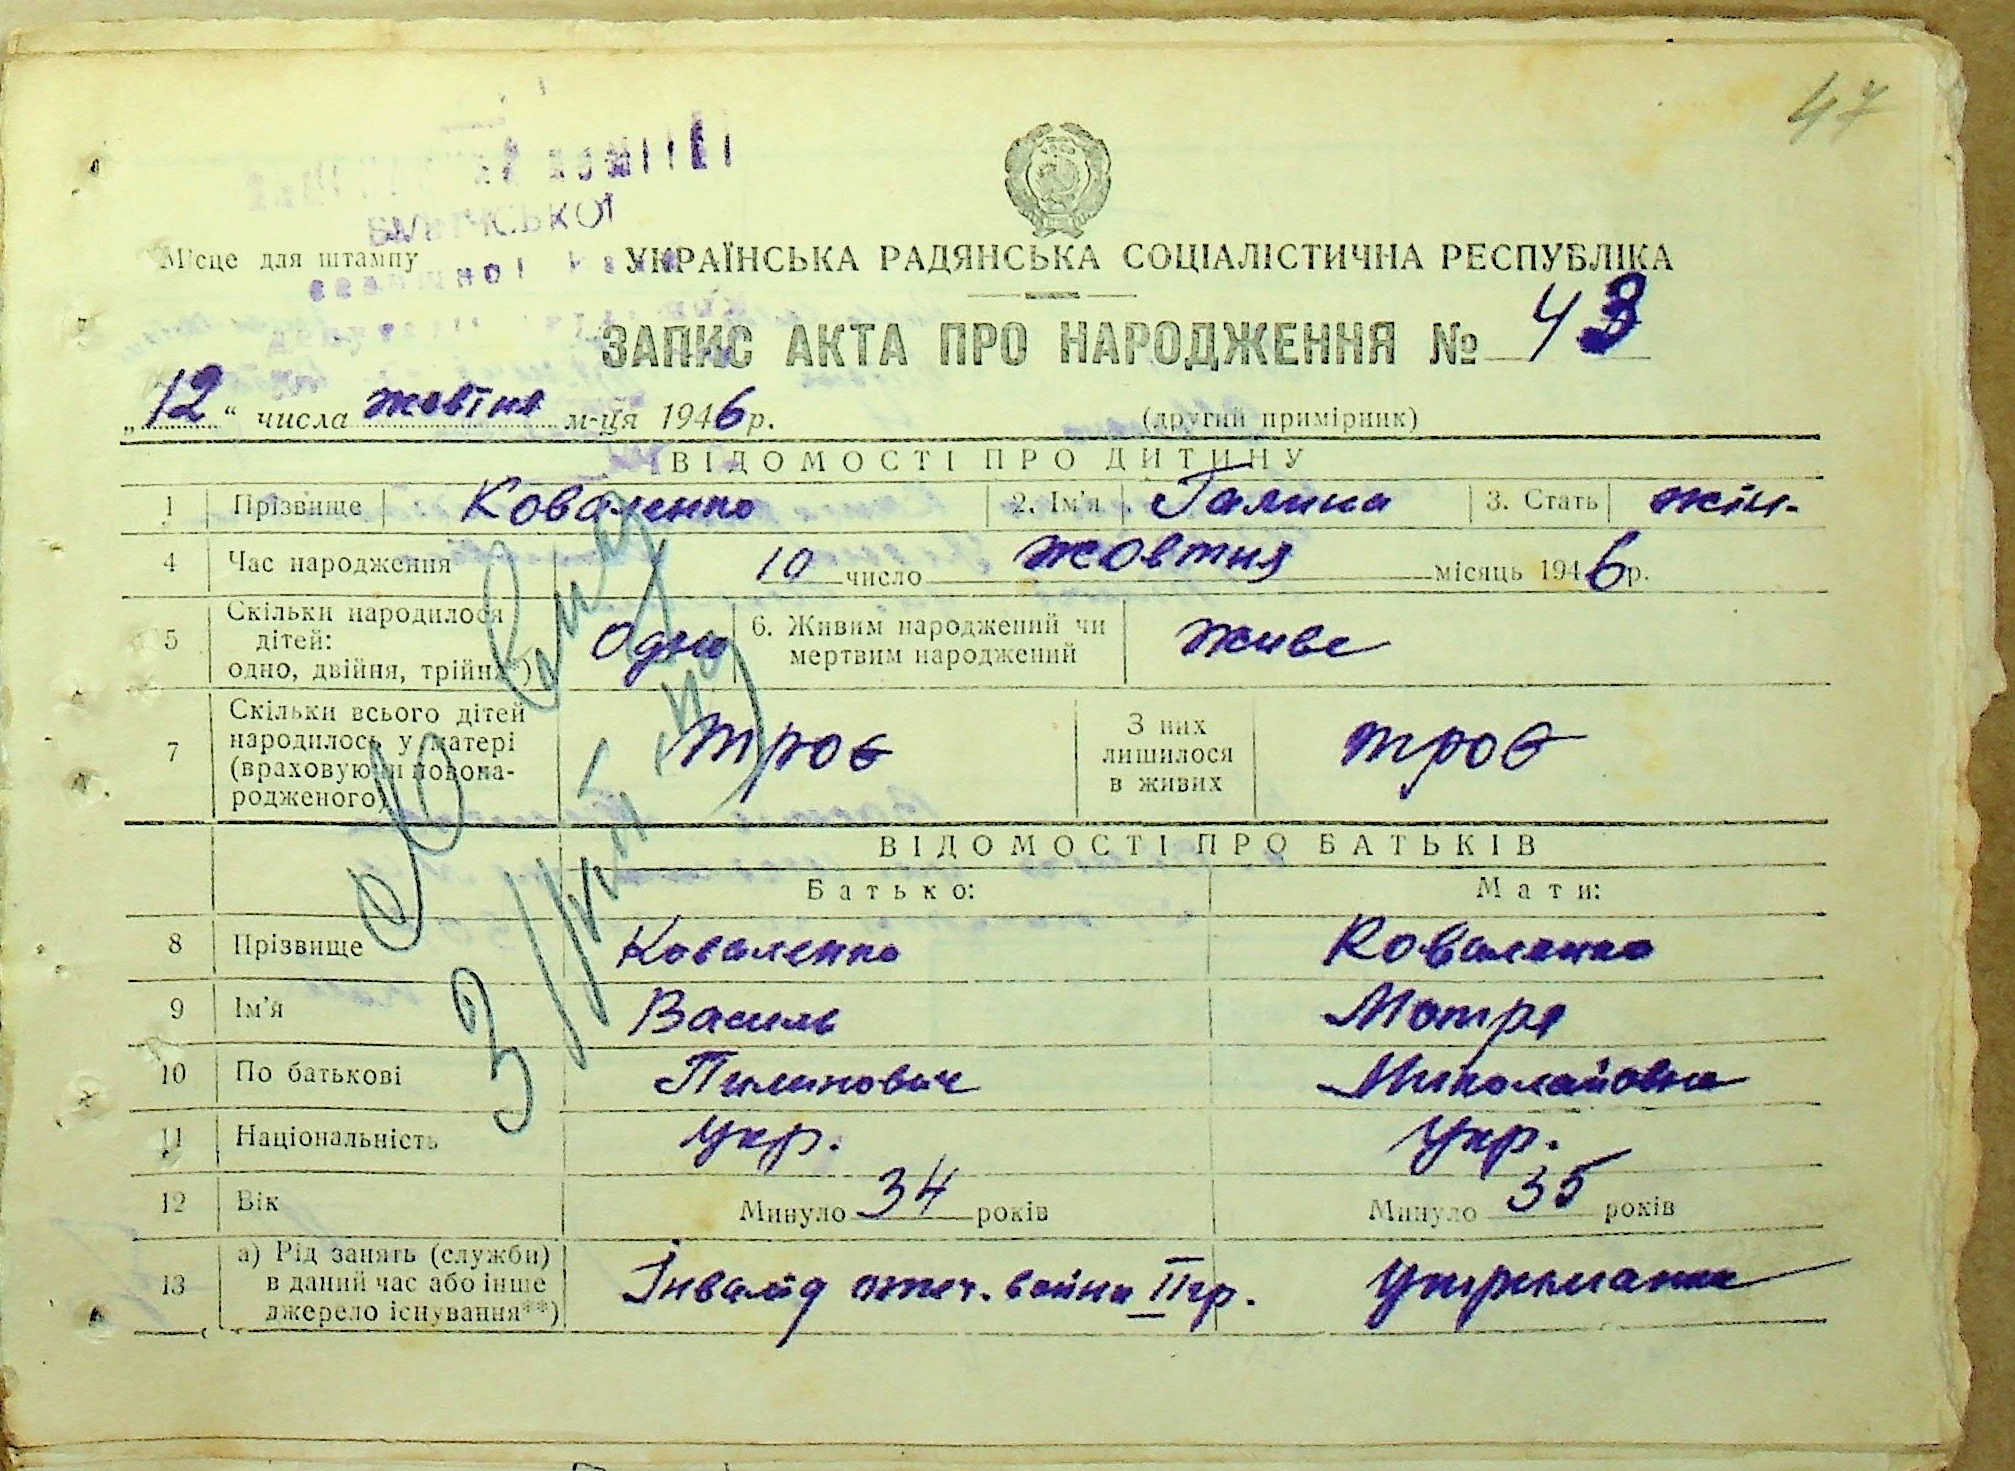 47
Місце для штампу
УКРАЇНСЬКА РАДЯНСЬКА СОЦІАЛІСТИЧНА РЕСПУБЛІКА
ЗАПИС АКТА ПРО НАРОДЖЕННЯ № 43
„12“ числа жовтня м-ця 1946 р.
(другий примірник)
ВІДОМОСТІ ПРО ДИТИНУ
1 Прізвище Коваленко 2. Ім'я Галина 3. Стать жін.
4 Час народження 10 число жовтня місяць 1946 р.
5 Скільки народилося дітей: одно, двійня, трійня*) одно 6. Живим народжений чи мертвим народжений живе
7 Скільки всього дітей народилось у матері (враховуючи новонародженого) троє З них лишилося в живих троє
ВІДОМОСТІ ПРО БАТЬКІВ
Батько: Мати:
8 Прізвище Коваленко Коваленко
9 Ім'я Василь Мотря
10 По батькові Пилипович Миколайовна
11 Національність укр. укр.
12 Вік Минуло 34 років Минуло 35 років
13 а) Рід занять (служби) в даний час або інше джерело існування**) Інвалід отеч. войни II гр. утриманка